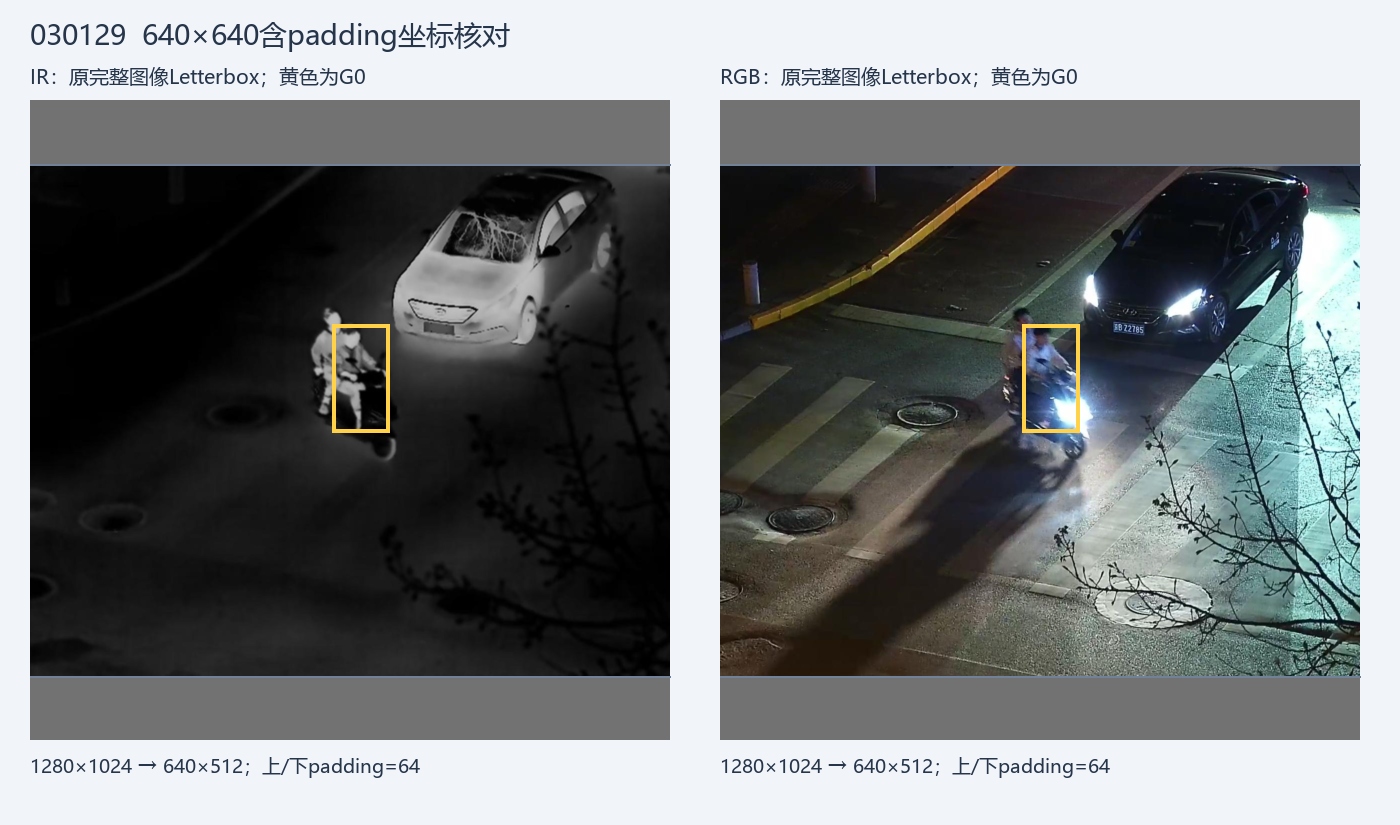 030129  640×640含padding坐标核对
IR：原完整图像Letterbox；黄色为G0
RGB：原完整图像Letterbox；黄色为G0
1280×1024 → 640×512；上/下padding=64
1280×1024 → 640×512；上/下padding=64